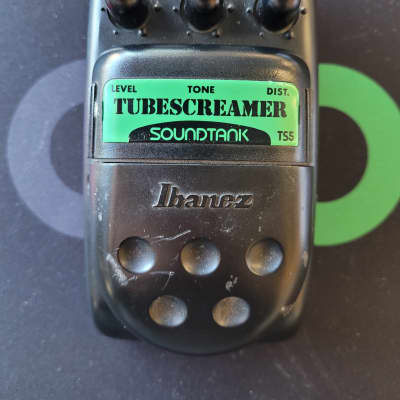 LEVEL TONE DIST.
TUBESCREAMER
SOUNDTANK TS5
Ibanez